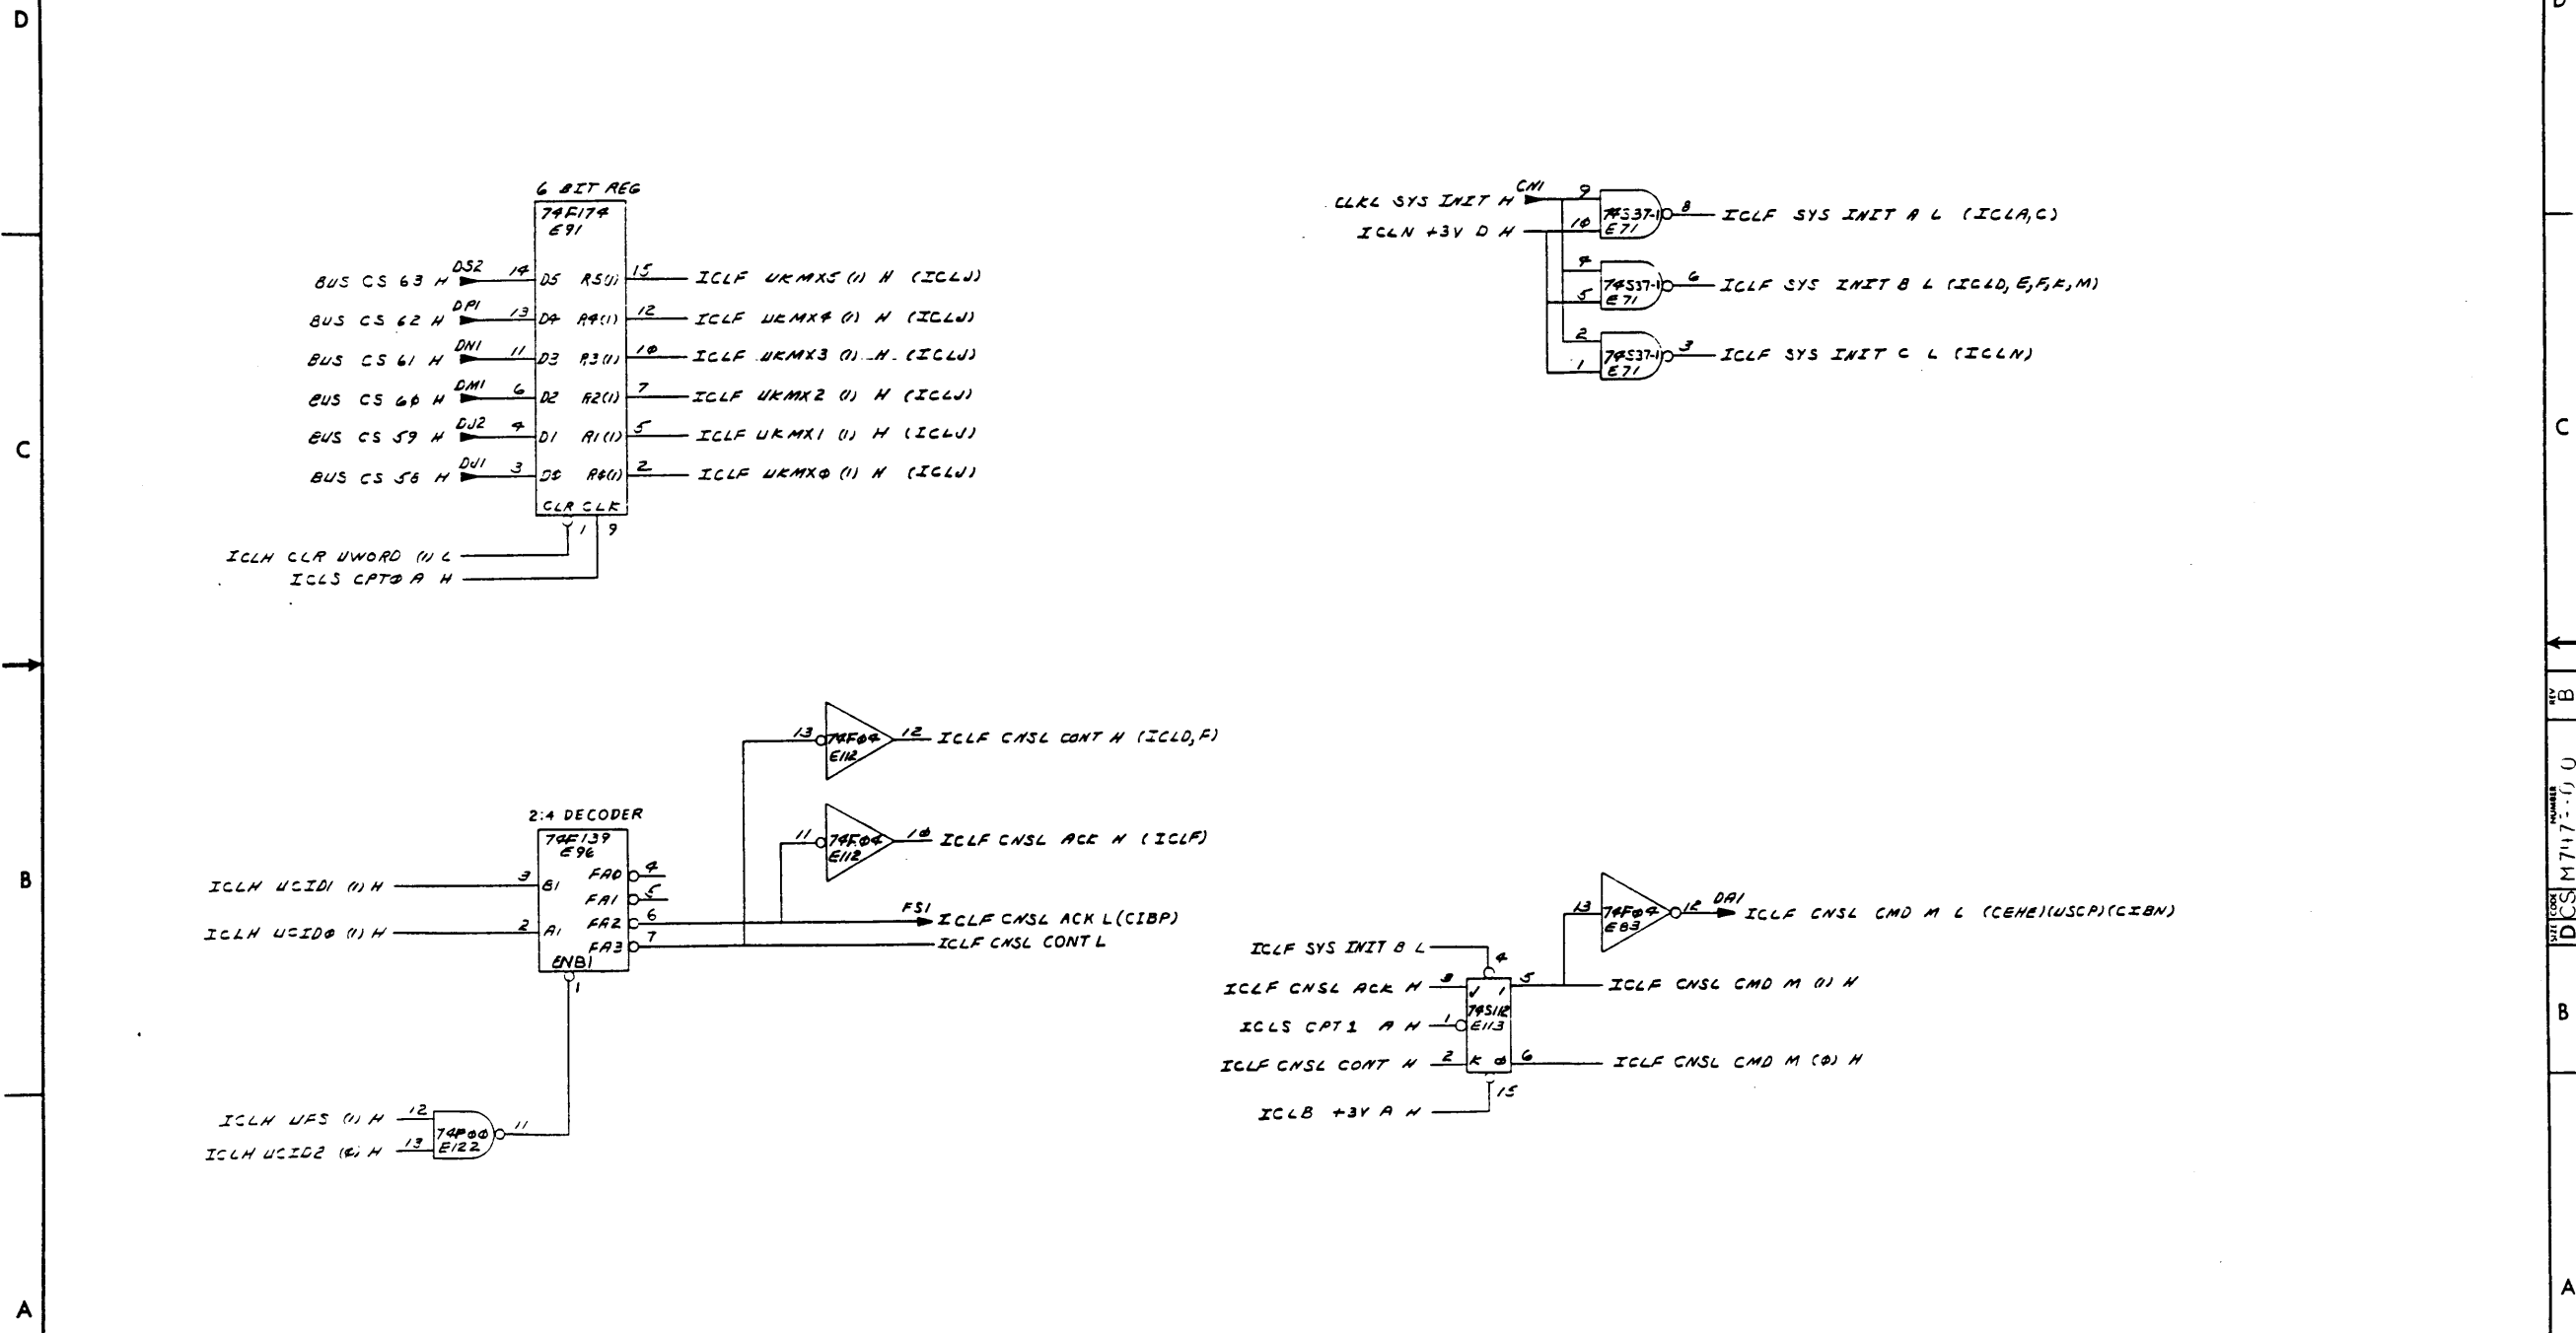 D
D
6 BIT REG
74F174
E91
BUS CS 63 H DS2 14 D5 R5(1) 15 ICLF UKMX5 (1) H (ICLJ)
BUS CS 62 H DP1 13 D4 R4(1) 12 ICLF UKMX4 (1) H (ICLJ)
BUS CS 61 H DN1 11 D3 R3(1) 10 ICLF UKMX3 (1) H (ICLJ)
BUS CS 60 H DM1 6 D2 R2(1) 7 ICLF UKMX2 (1) H (ICLJ)
BUS CS 59 H DJ2 4 D1 R1(1) 5 ICLF UKMX1 (1) H (ICLJ)
BUS CS 58 H DJ1 3 D0 R0(1) 2 ICLF UKMX0 (1) H (ICLJ)
CLR CLK
1 9
ICLH CLR UWORD (1) L
ICLS CPT0 A H
CLKL SYS INIT H CN1 9 74S37-1 E71 8 ICLF SYS INIT A L (ICLA,C)
ICLN +3V D H 10
4 5 74S37-1 E71 6 ICLF SYS INIT B L (ICLD,E,F,K,M)
2 1 74S37-1 E71 3 ICLF SYS INIT C L (ICLN)
C
C
13 74F04 E112 12 ICLF CNSL CONT H (ICLD,F)
11 74F04 E112 10 ICLF CNSL ACK H (ICLF)
2:4 DECODER
74F139
E96
ICLH UCID1 (1) H 3 B1
ICLH UCID0 (1) H 2 A1
FA0 4
FA1 5
FA2 6 FS1 ICLF CNSL ACK L (CIBP)
FA3 7 ICLF CNSL CONT L
ENB1
1
ICLH UFS (1) H 12
ICLH UCID2 (0) H 13
74F00
E122
11
13 74F04 E83 12 DA1 ICLF CNSL CMD M L (CEHE)(USCP)(CIBN)
ICLF SYS INIT B L 4
ICLF CNSL ACK H 3 J 1 5 ICLF CNSL CMD M (1) H
ICLS CPT1 A H 1 74S112 E113
ICLF CNSL CONT H 2 K 0 6 ICLF CNSL CMD M (0) H
ICLB +3V A H 15
B
B
A
A
REV
B
NUMBER
SIZE CODE
D CS